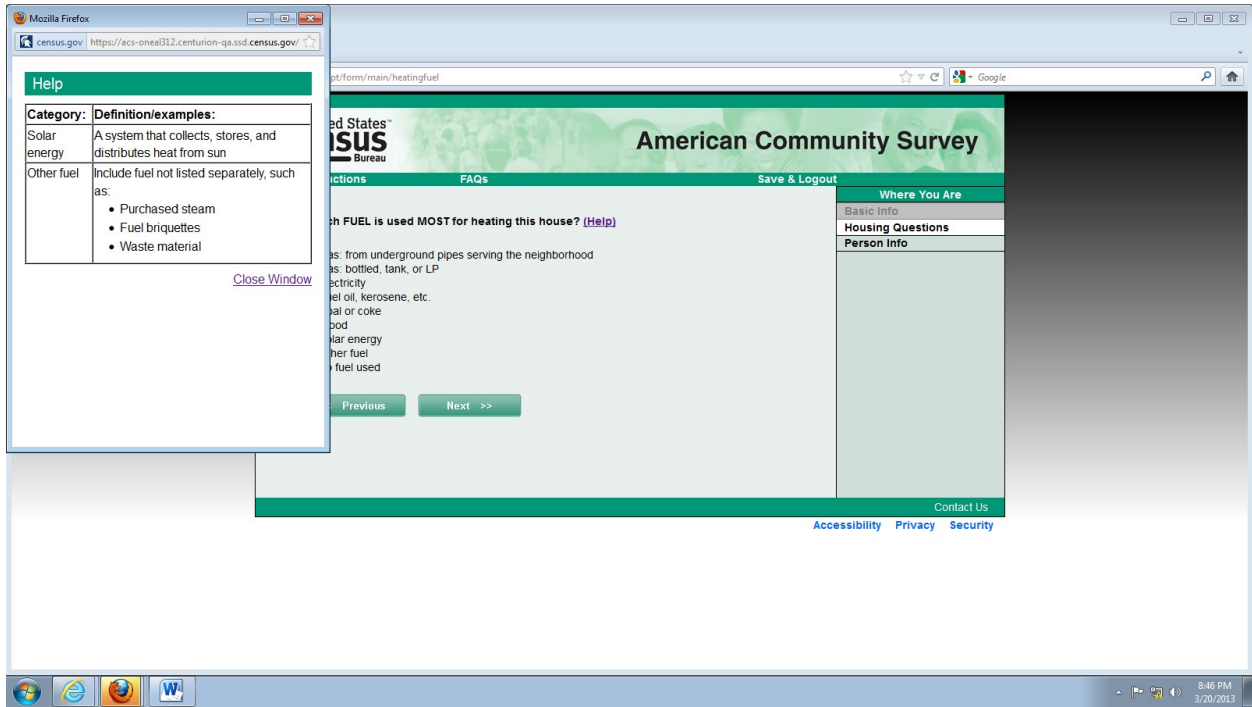 Mozilla Firefox
census.gov https://acs-oneal312.centurion-qa.ssd.census.gov/
Help
Category: Definition/examples:
Solar energy A system that collects, stores, and distributes heat from sun
Other fuel Include fuel not listed separately, such as:
• Purchased steam
• Fuel briquettes
• Waste material
Close Window
pt/form/main/heatingfuel
Google
ed States™
sus
Bureau
American Community Survey
ctions FAQs Save & Logout
Where You Are
Basic Info
Housing Questions
Person Info
h FUEL is used MOST for heating this house? (Help)
as: from underground pipes serving the neighborhood
as: bottled, tank, or LP
ectricity
el oil, kerosene, etc.
oal or coke
ood
lar energy
her fuel
fuel used
Previous Next >>
Contact Us
Accessibility Privacy Security
8:46 PM
3/20/2013